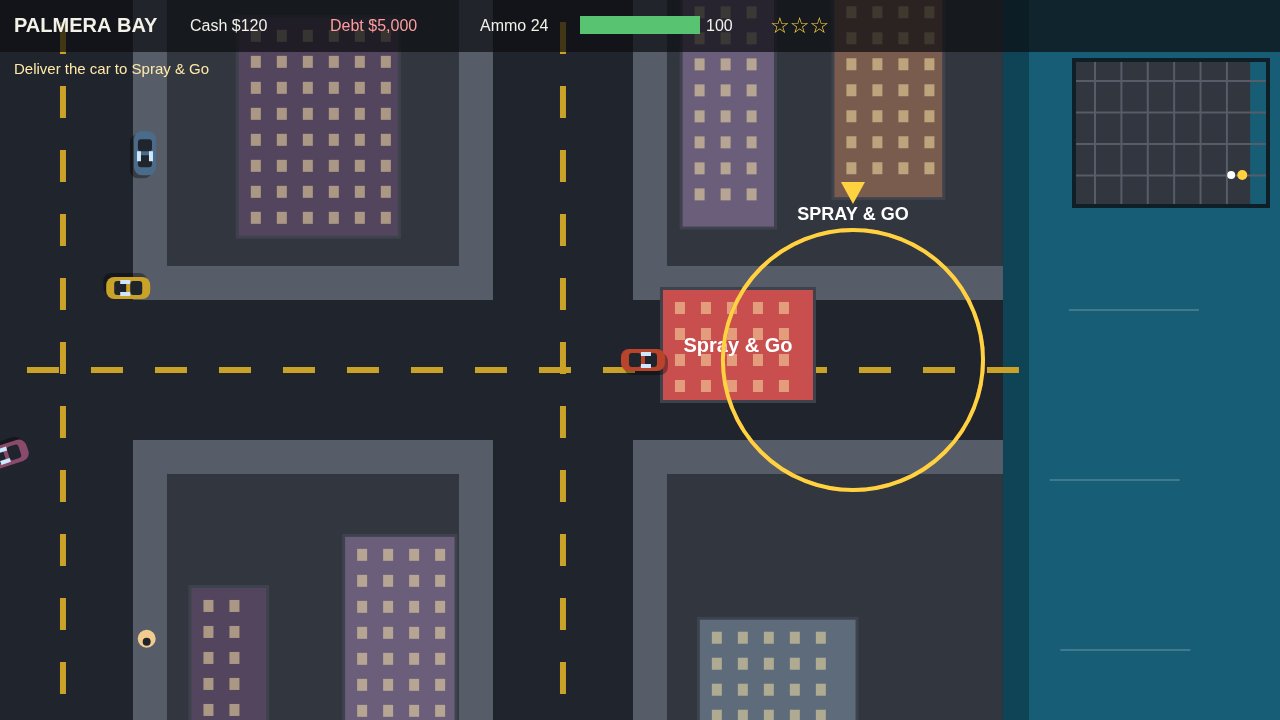 PALMERA BAY Cash $120 Debt $5,000 Ammo 24 100 ☆☆☆
Deliver the car to Spray & Go
SPRAY & GO
Spray & Go